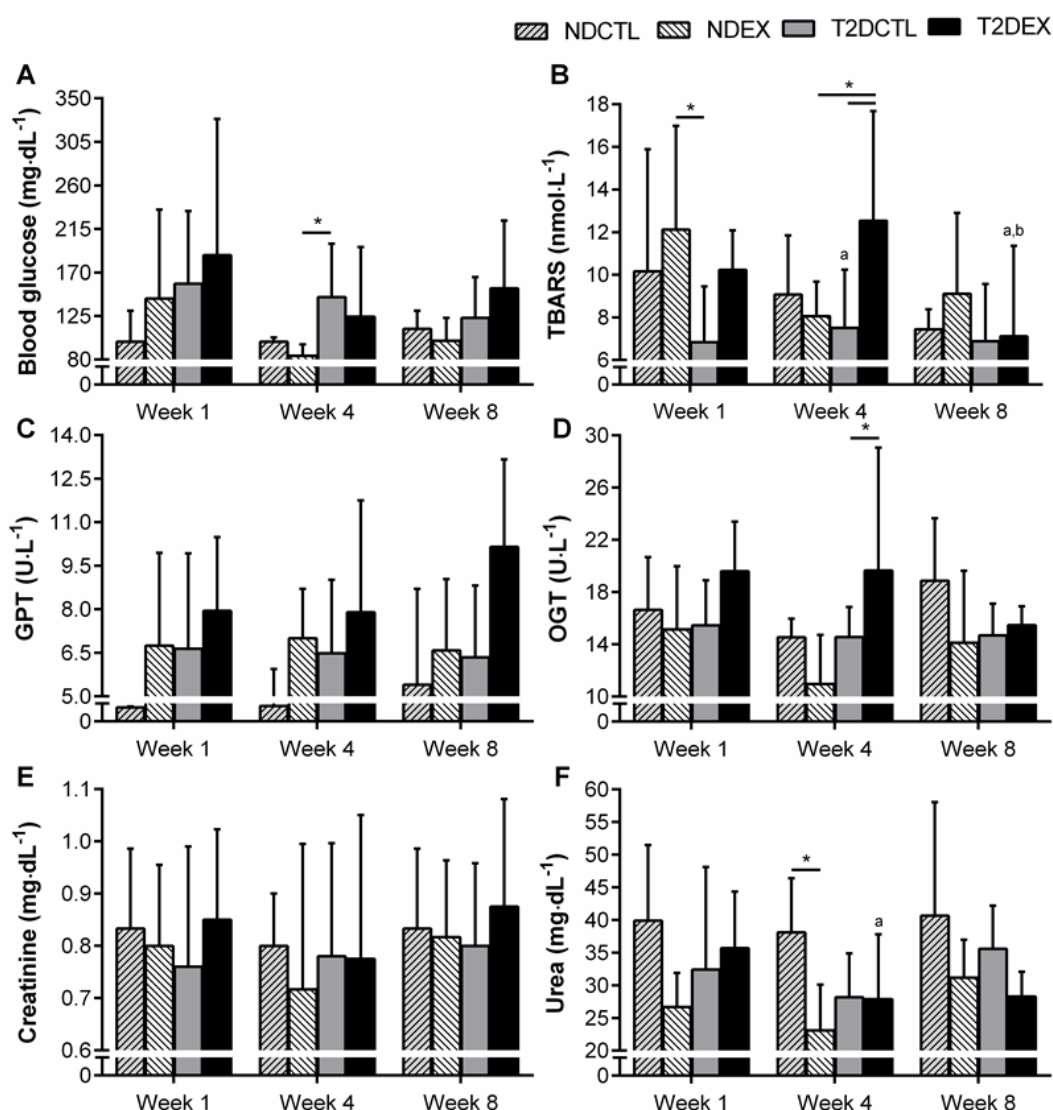 NDCTL NDEX T2DCTL T2DEX
A
Blood glucose (mg·dL⁻¹)
350
305
260
215
170
125
80
0
*
Week 1 Week 4 Week 8
B
TBARS (nmol·L⁻¹)
18
16
14
12
10
8
6
0
*
*
a
a,b
Week 1 Week 4 Week 8
C
GPT (U·L⁻¹)
14.0
12.5
11.0
9.5
8.0
6.5
5.0
0
Week 1 Week 4 Week 8
D
OGT (U·L⁻¹)
30
26
22
18
14
10
0
*
Week 1 Week 4 Week 8
E
Creatinine (mg·dL⁻¹)
1.1
1.0
0.9
0.8
0.7
0.6
0
Week 1 Week 4 Week 8
F
Urea (mg·dL⁻¹)
60
55
50
45
40
35
30
25
20
0
*
a
Week 1 Week 4 Week 8